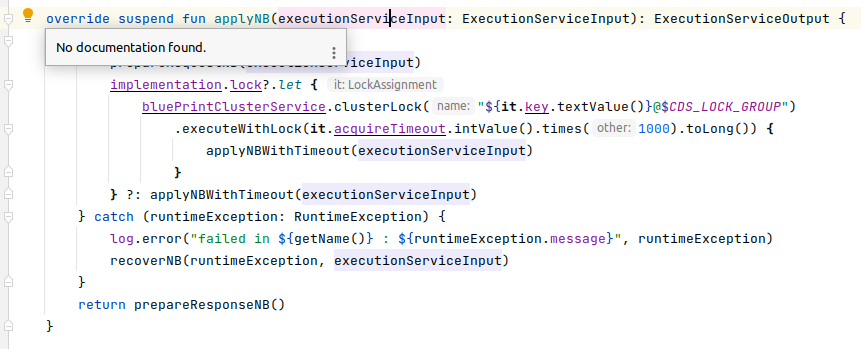 override suspend fun applyNB(executionServiceInput: ExecutionServiceInput): ExecutionServiceOutput {
No documentation found.
implementation.lock?.let { it: LockAssignment
bluePrintClusterService.clusterLock( name: "${it.key.textValue()}@$CDS_LOCK_GROUP")
.executeWithLock(it.acquireTimeout.intValue().times( other: 1000).toLong()) {
applyNBWithTimeout(executionServiceInput)
}
} ?: applyNBWithTimeout(executionServiceInput)
} catch (runtimeException: RuntimeException) {
log.error("failed in ${getName()} : ${runtimeException.message}", runtimeException)
recoverNB(runtimeException, executionServiceInput)
}
return prepareResponseNB()
}